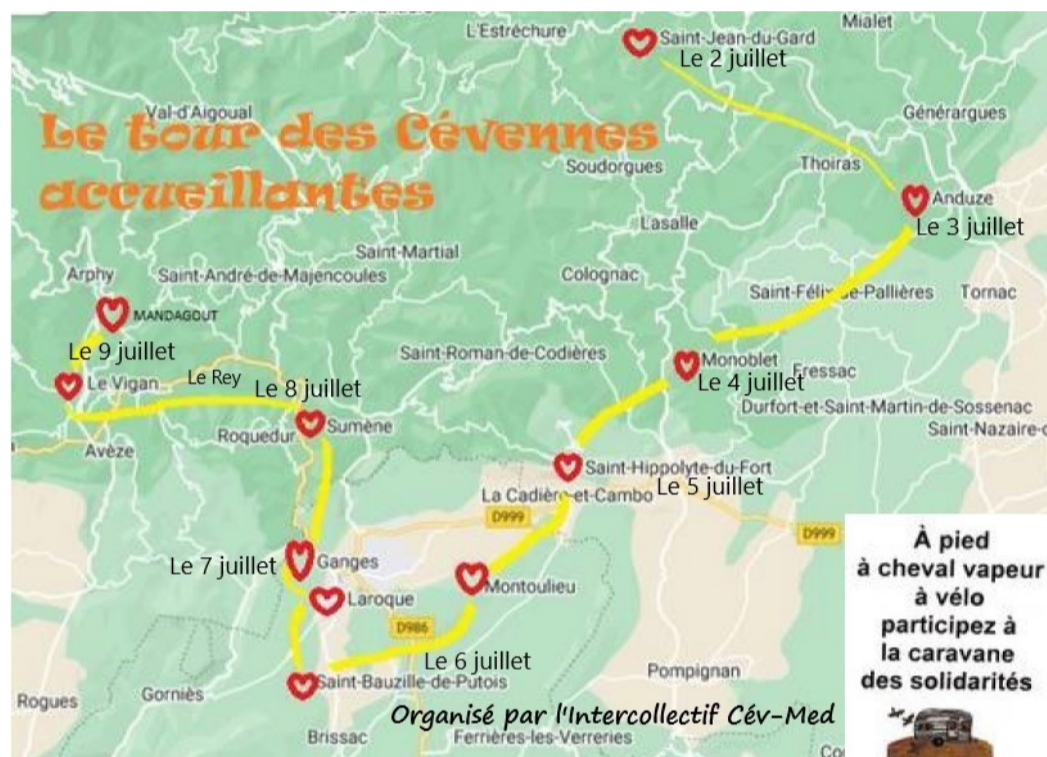 L'Estréchure
Mialet
Saint-Jean-du-Gard
Le 2 juillet
Val-d'Aigoual
Générargues
Le tour des Cévennes
accueillantes
Soudorgues
Thoiras
Anduze
Le 3 juillet
Lasalle
Saint-Martial
Arphy
Saint-André-de-Majencoules
Colognac
Saint-Félix-de-Pallières
Tornac
MANDAGOUT
Le 9 juillet
Saint-Roman-de-Codières
Monoblet
Le 4 juillet
Fressac
Le Vigan
Le Rey
Le 8 juillet
Durfort-et-Saint-Martin-de-Sossenac
Roquedur
Sumène
Saint-Nazaire-d
Avèze
Saint-Hippolyte-du-Fort
Le 5 juillet
La Cadière-et-Cambo
D999
D999
Le 7 juillet
Ganges
Laroque
Montoulieu
D986
Le 6 juillet
Saint-Bauzille-de-Putois
Pompignan
Rogues
Gorniès
Organisé par l'Intercollectif Cév-Med
Brissac
Ferrières-les-Verreries
À pied
à cheval vapeur
à vélo
participez à
la caravane
des solidarités